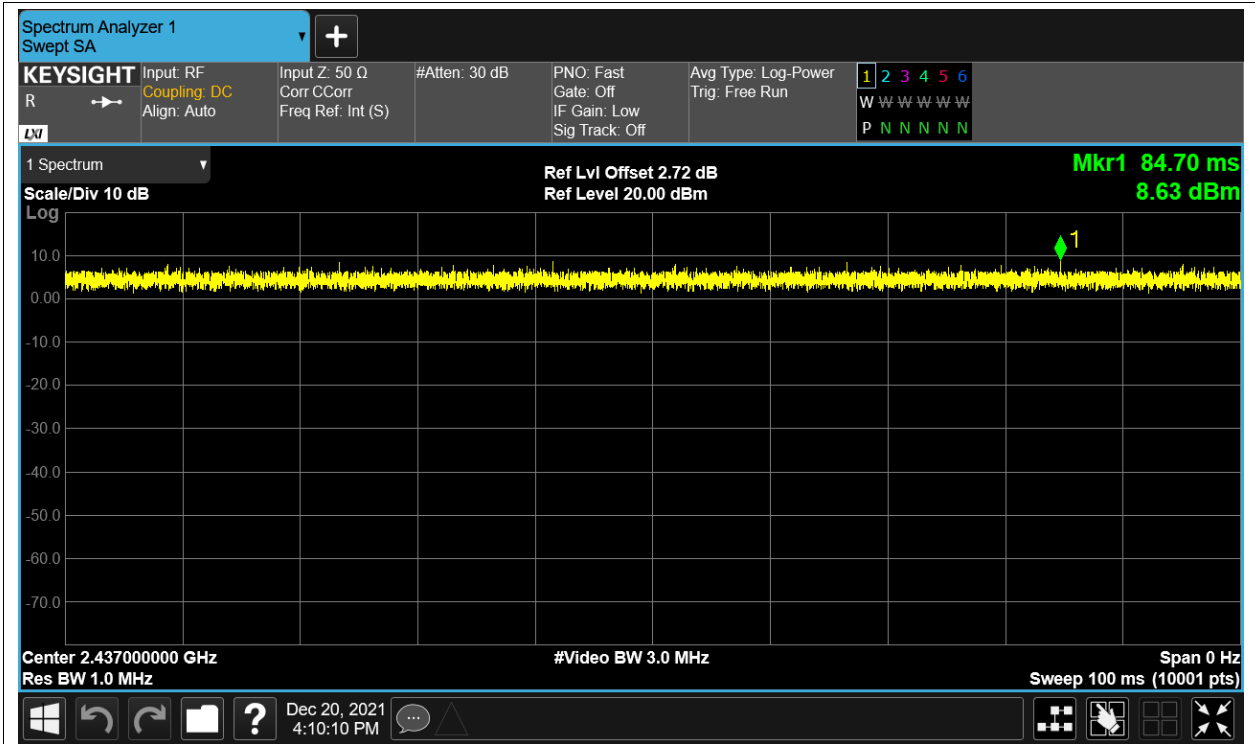 Spectrum Analyzer 1
Swept SA
KEYSIGHT
R
LXI
Input: RF
Coupling: DC
Align: Auto
Input Z: 50 Ω
Corr CCorr
Freq Ref: Int (S)
#Atten: 30 dB
PNO: Fast
Gate: Off
IF Gain: Low
Sig Track: Off
Avg Type: Log-Power
Trig: Free Run
1 2 3 4 5 6
W W W W W W
P N N N N N
1 Spectrum
Scale/Div 10 dB
Ref Lvl Offset 2.72 dB
Ref Level 20.00 dBm
Mkr1 84.70 ms
8.63 dBm
Log
1
10.0
0.00
-10.0
-20.0
-30.0
-40.0
-50.0
-60.0
-70.0
Center 2.437000000 GHz
#Video BW 3.0 MHz
Span 0 Hz
Res BW 1.0 MHz
Sweep 100 ms (10001 pts)
?
Dec 20, 2021
4:10:10 PM